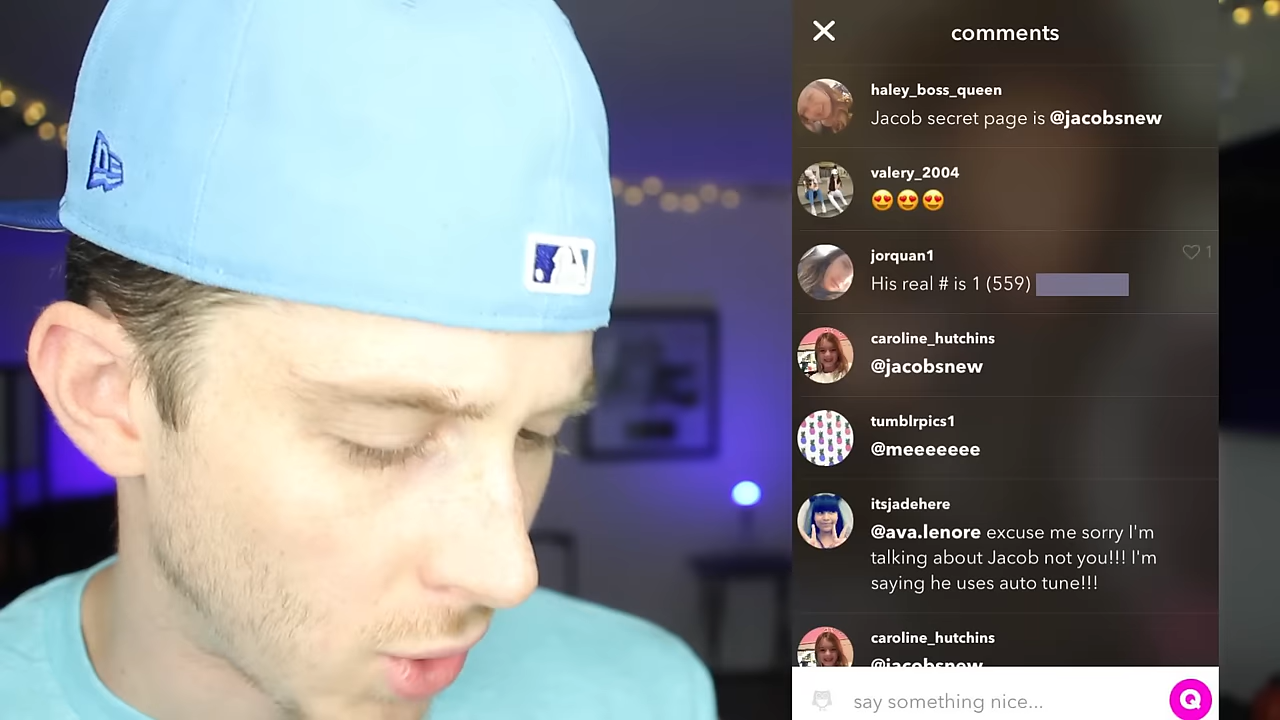 comments
haley_boss_queen
Jacob secret page is @jacobsnew
valery_2004
😍😍😍
jorquan1
1
His real # is 1 (559)
caroline_hutchins
@jacobsnew
tumblrpics1
@meeeeeee
itsjadehere
@ava.lenore excuse me sorry I'm
talking about Jacob not you!!! I'm
saying he uses auto tune!!!
caroline_hutchins
@jacobsnew
say something nice...
Q